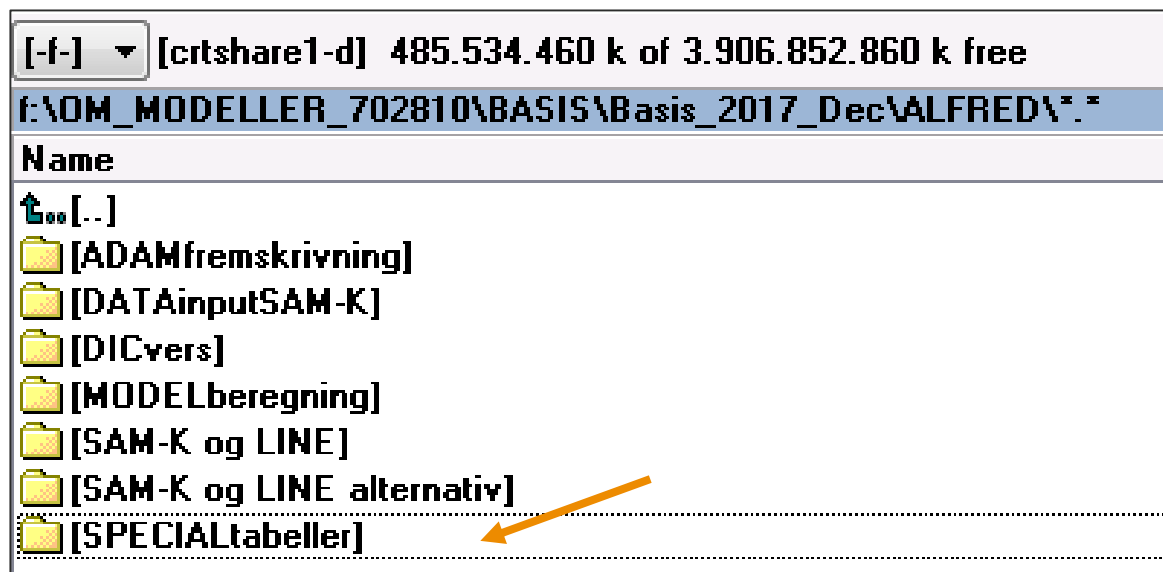 [-f-] [crtshare1-d] 485.534.460 k of 3.906.852.860 k free
f:\OM_MODELLER_702810\BASIS\Basis_2017_Dec\ALFRED\*.*
Name
[..]
[ADAMfremskrivning]
[DATAinputSAM-K]
[DICvers]
[MODELberegning]
[SAM-K og LINE]
[SAM-K og LINE alternativ]
[SPECIALtabeller]